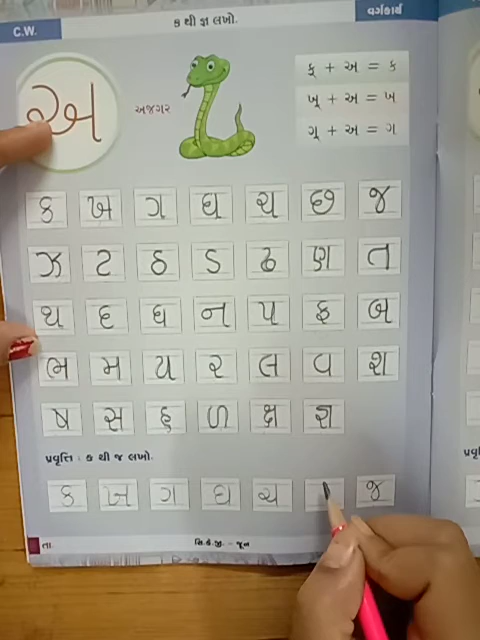 C.W.
ક થી જ્ઞ લખો.
વર્ગકાર્ય
અ
અજગર
ક્ + અ = ક
ખ્ + અ = ખ
ગ્ + અ = ગ
ક ખ ગ ઘ ચ છ જ
ઝ ટ ઠ ડ ઢ ણ ત
થ દ ધ ન પ ફ બ
ભ મ ય ર લ વ શ
ષ સ હ ળ ક્ષ જ્ઞ
પ્રવૃત્તિ : ક થી જ લખો.
ક ખ ગ ઘ ચ જ
તા.
સિ.કે.જી. - જૂન